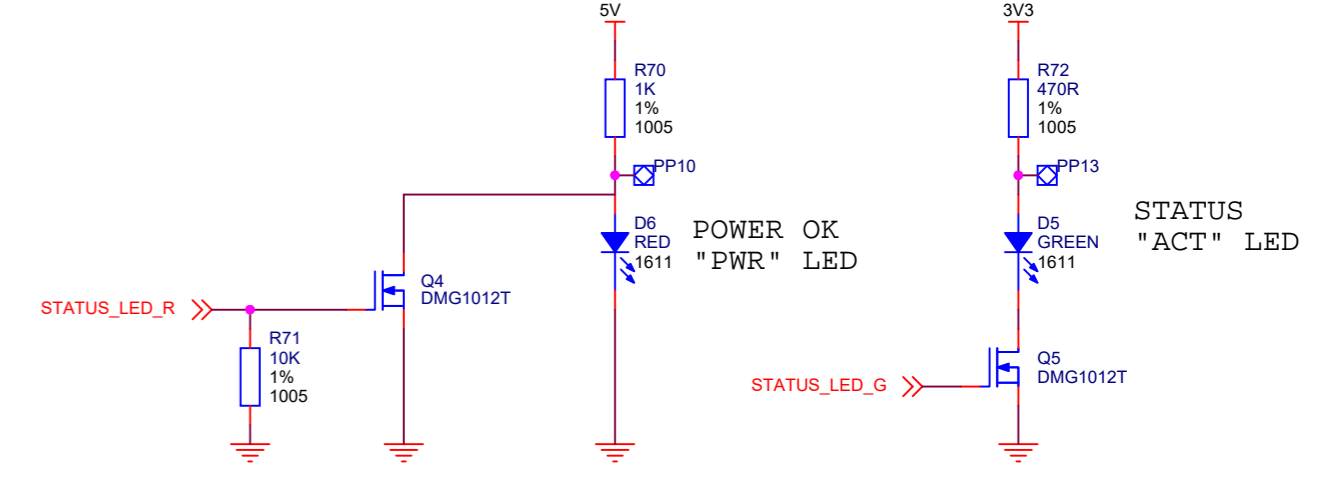 5V
R70
1K
1%
1005
PP10
D6
RED
1611
POWER OK
"PWR" LED
Q4
DMG1012T
STATUS_LED_R
R71
10K
1%
1005
3V3
R72
470R
1%
1005
PP13
D5
GREEN
1611
STATUS
"ACT" LED
Q5
DMG1012T
STATUS_LED_G